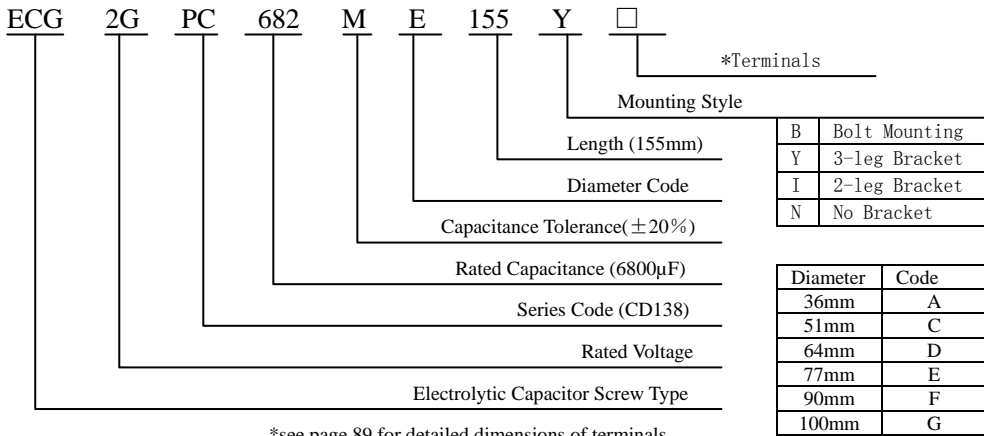 ECG 2G PC 682 M E 155 Y □
*Terminals
Mounting Style
Length (155mm)
Diameter Code
Capacitance Tolerance(±20%)
Rated Capacitance (6800μF)
Series Code (CD138)
Rated Voltage
Electrolytic Capacitor Screw Type
B Bolt Mounting
Y 3-leg Bracket
I 2-leg Bracket
N No Bracket
Diameter Code
36mm A
51mm C
64mm D
77mm E
90mm F
100mm G
*see page 89 for detailed dimensions of terminals